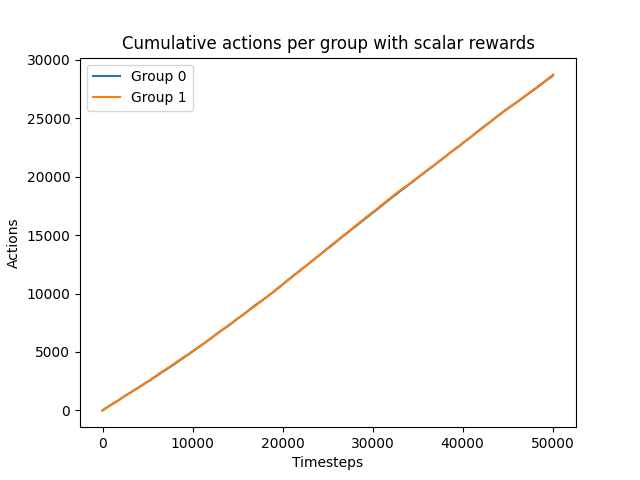 Cumulative actions per group with scalar rewards
30000
25000
20000
15000
10000
5000
0
Actions
Group 0
Group 1
0 10000 20000 30000 40000 50000
Timesteps